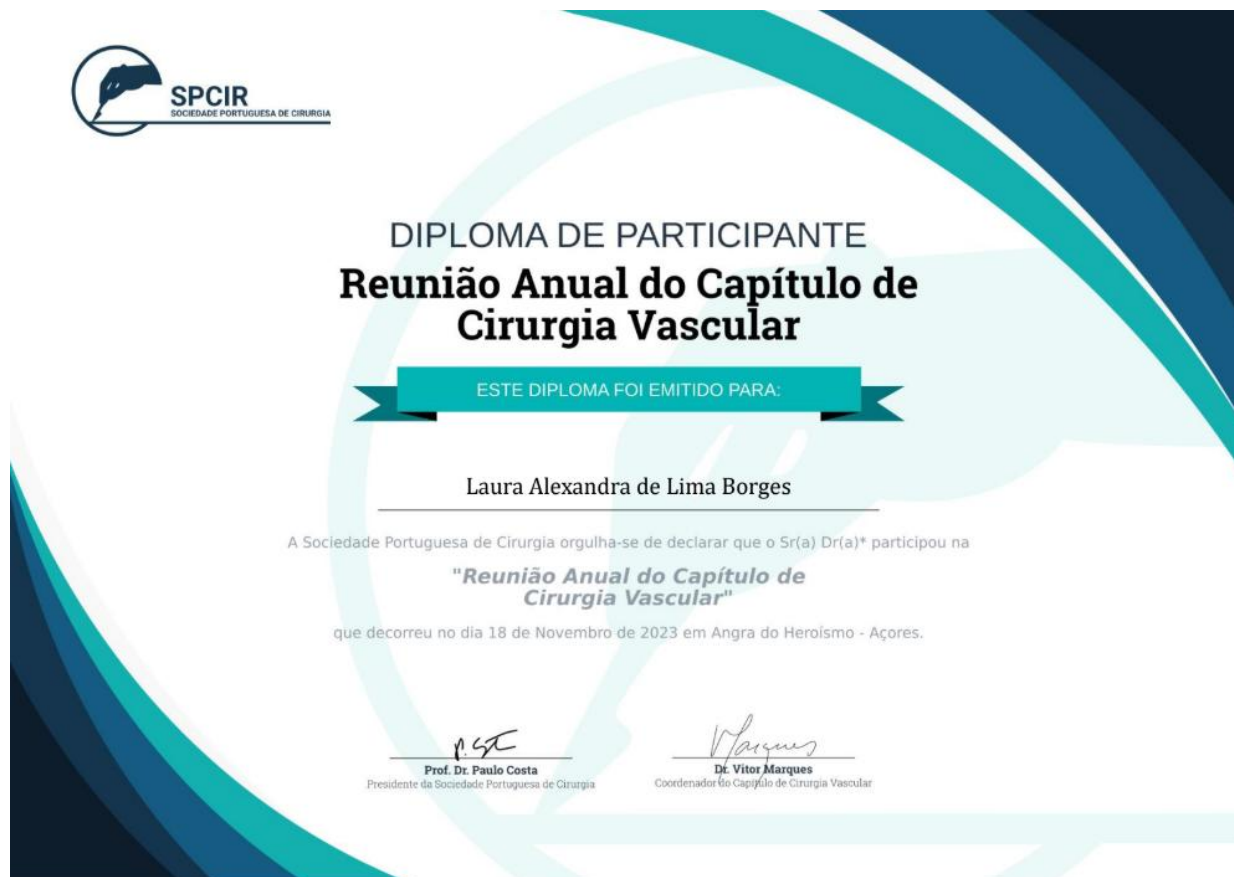 SPCIR
SOCIEDADE PORTUGUESA DE CIRURGIA
DIPLOMA DE PARTICIPANTE
Reunião Anual do Capítulo de
Cirurgia Vascular
ESTE DIPLOMA FOI EMITIDO PARA:
Laura Alexandra de Lima Borges
A Sociedade Portuguesa de Cirurgia orgulha-se de declarar que o Sr(a) Dr(a)* participou na
"Reunião Anual do Capítulo de
Cirurgia Vascular"
que decorreu no dia 18 de Novembro de 2023 em Angra do Heroísmo - Açores.
Prof. Dr. Paulo Costa
Presidente da Sociedade Portuguesa de Cirurgia
Marques
Dr. Vitor Marques
Coordenador do Capítulo de Cirurgia Vascular